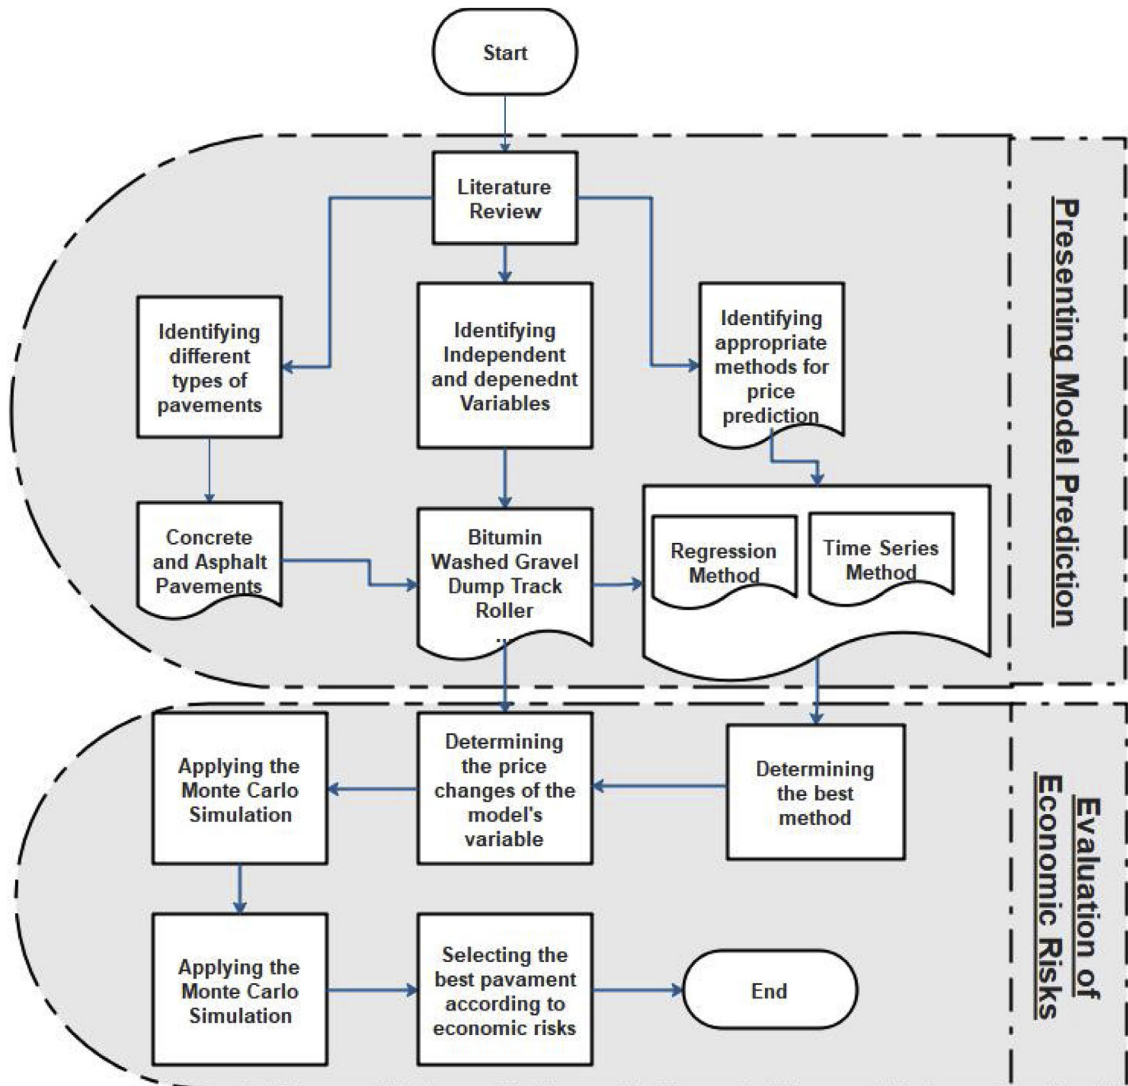 Start
Literature
Review
Identifying
different
types of
pavements
Identifying
Independent
and depenednt
Variables
Identifying
appropriate
methods for
price
prediction
Concrete
and Asphalt
Pavements
Bitumin
Washed Gravel
Dump Track
Roller
...
Regression
Method
Time Series
Method
Presenting Model Prediction
Applying the
Monte Carlo
Simulation
Determining
the price
changes of the
model's
variable
Determining
the best
method
Applying the
Monte Carlo
Simulation
Selecting the
best pavament
according to
economic risks
End
Evaluation of
Economic Risks